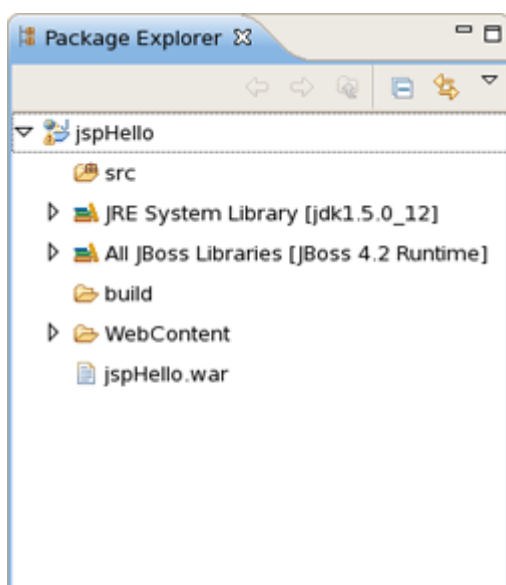 Package Explorer
jspHello
src
JRE System Library [jdk1.5.0_12]
All JBoss Libraries [JBoss 4.2 Runtime]
build
WebContent
jspHello.war